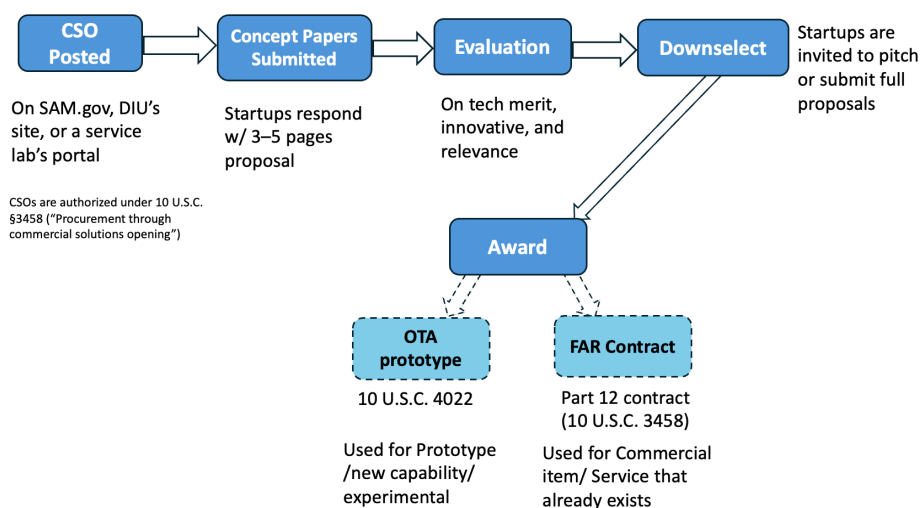 CSO
Posted
Concept Papers
Submitted
Evaluation
Downselect
Startups are
invited to pitch
or submit full
proposals
On SAM.gov, DIU's
site, or a service
lab's portal
Startups respond
w/ 3–5 pages
proposal
On tech merit,
innovative, and
relevance
CSOs are authorized under 10 U.S.C.
§3458 ("Procurement through
commercial solutions opening")
Award
OTA
prototype
FAR Contract
10 U.S.C. 4022
Part 12 contract
(10 U.S.C. 3458)
Used for Prototype
/new capability/
experimental
Used for Commercial
item/ Service that
already exists